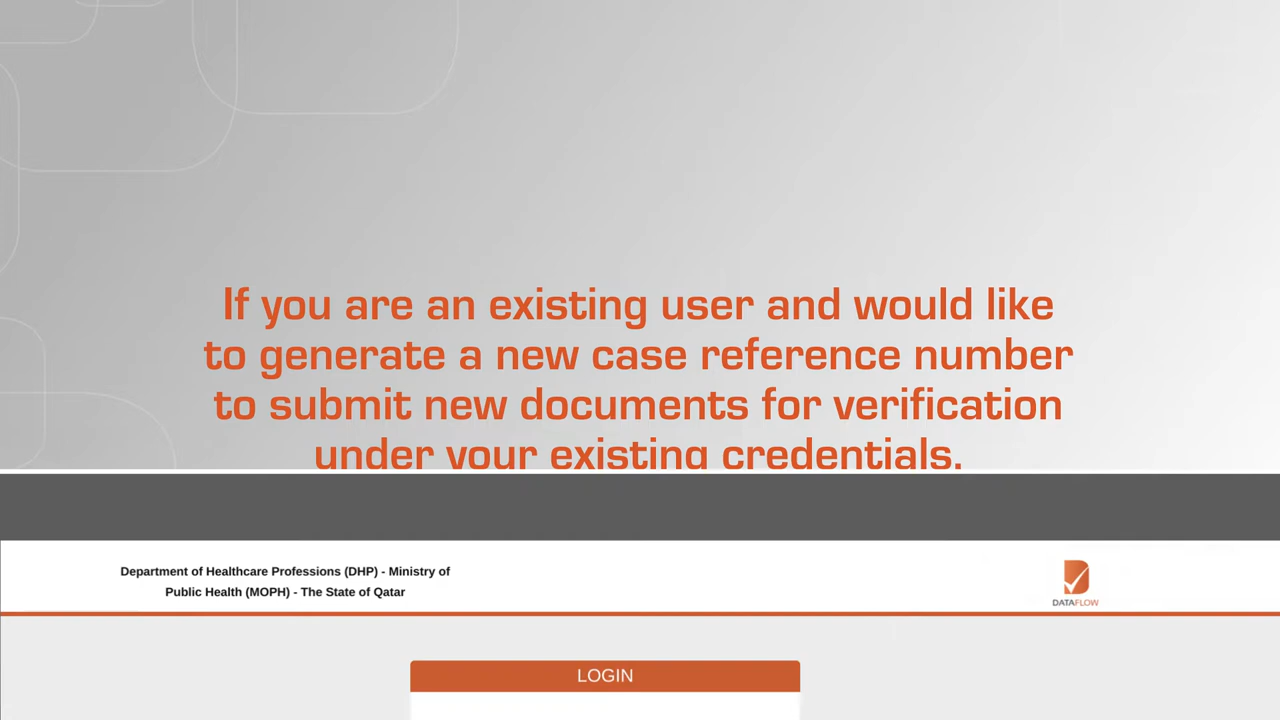 If you are an existing user and would like
to generate a new case reference number
to submit new documents for verification
under your existing credentials.
Department of Healthcare Professions (DHP) - Ministry of
Public Health (MOPH) - The State of Qatar
DATAFLOW
LOGIN